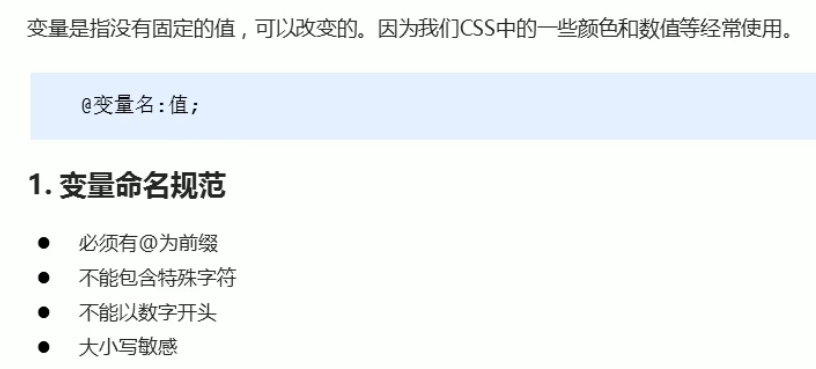 变量是指没有固定的值，可以改变的。因为我们CSS中的一些颜色和数值等经常使用。
@变量名:值;
1. 变量命名规范
● 必须有@为前缀
● 不能包含特殊字符
● 不能以数字开头
● 大小写敏感